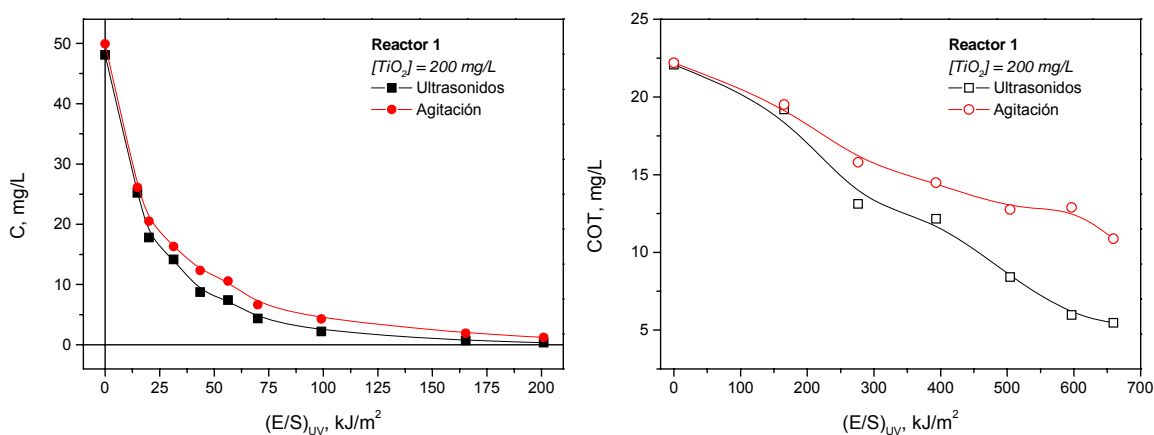 C, mg/L
50
40
30
20
10
0
Reactor 1
[TiO₂] = 200 mg/L
Ultrasonidos
Agitación
0 25 50 75 100 125 150 175 200
(E/S)UV, kJ/m²
COT, mg/L
25
20
15
10
5
Reactor 1
[TiO₂] = 200 mg/L
Ultrasonidos
Agitación
0 100 200 300 400 500 600 700
(E/S)UV, kJ/m²